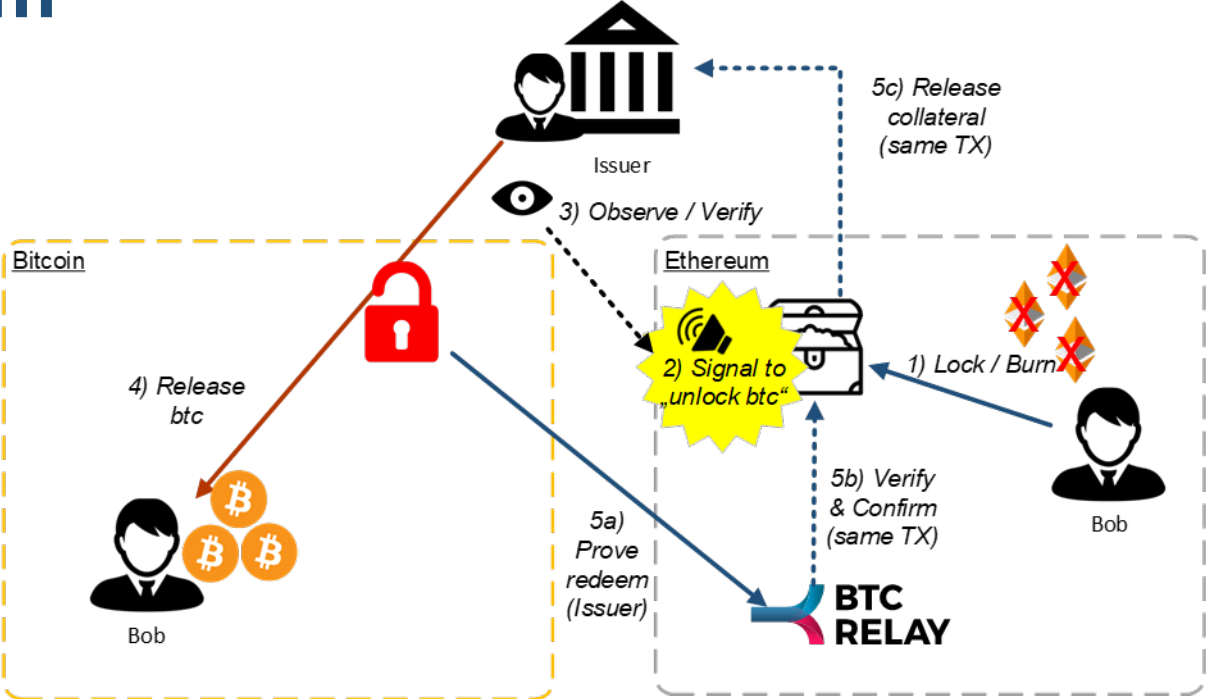 5c) Release
collateral
(same TX)
Issuer
3) Observe / Verify
Bitcoin
Ethereum
1) Lock / Burn
X
X
X
2) Signal to
„unlock btc“
4) Release
btc
5b) Verify
& Confirm
(same TX)
5a)
Prove
redeem
(Issuer)
Bob
BTC
RELAY
Bob